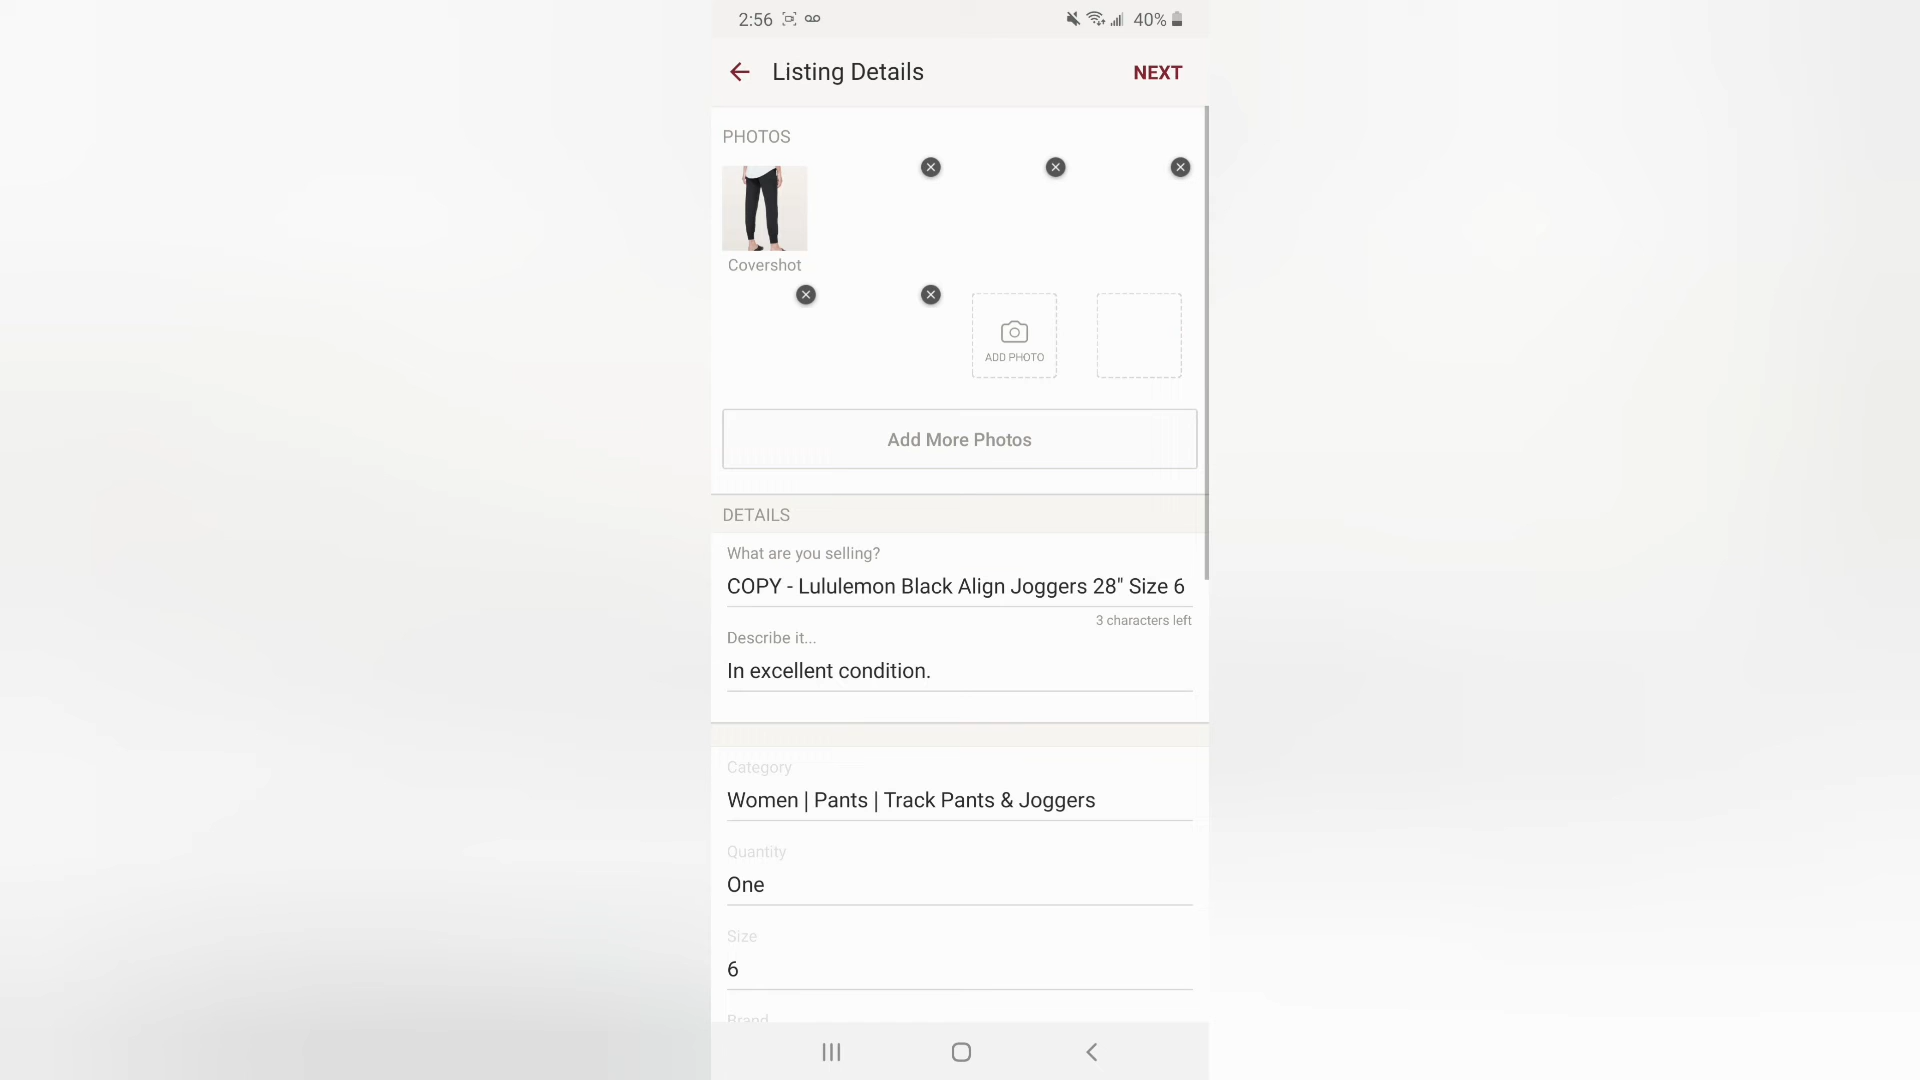 2:56
40%
Listing Details
NEXT
PHOTOS
Covershot
ADD PHOTO
Add More Photos
DETAILS
What are you selling?
COPY - Lululemon Black Align Joggers 28" Size 6
3 characters left
Describe it...
In excellent condition.
Category
Women | Pants | Track Pants & Joggers
Quantity
One
Size
6
Brand